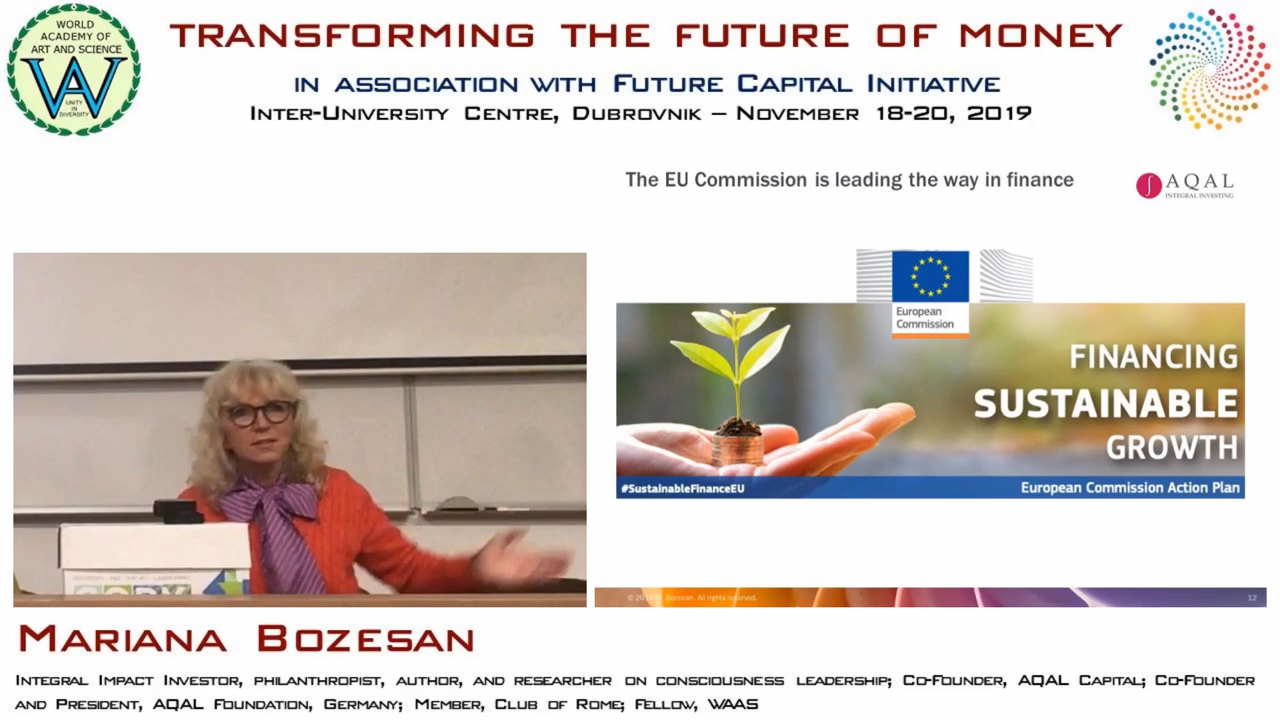 WORLD
ACADEMY OF
ART AND SCIENCE
UNITY
IN
DIVERSITY
TRANSFORMING THE FUTURE OF MONEY
IN ASSOCIATION WITH FUTURE CAPITAL INITIATIVE
INTER-UNIVERSITY CENTRE, DUBROVNIK – NOVEMBER 18-20, 2019
The EU Commission is leading the way in finance
AQAL
INTEGRAL INVESTING
European
Commission
FINANCING
SUSTAINABLE
GROWTH
#SustainableFinanceEU
European Commission Action Plan
Bozesan, All rights reserved.
12
MARIANA BOZESAN
INTEGRAL IMPACT INVESTOR, PHILANTHROPIST, AUTHOR, AND RESEARCHER ON CONSCIOUSNESS LEADERSHIP; CO-FOUNDER, AQAL CAPITAL; CO-FOUNDER
AND PRESIDENT, AQAL FOUNDATION, GERMANY; MEMBER, CLUB OF ROME; FELLOW, WAAS